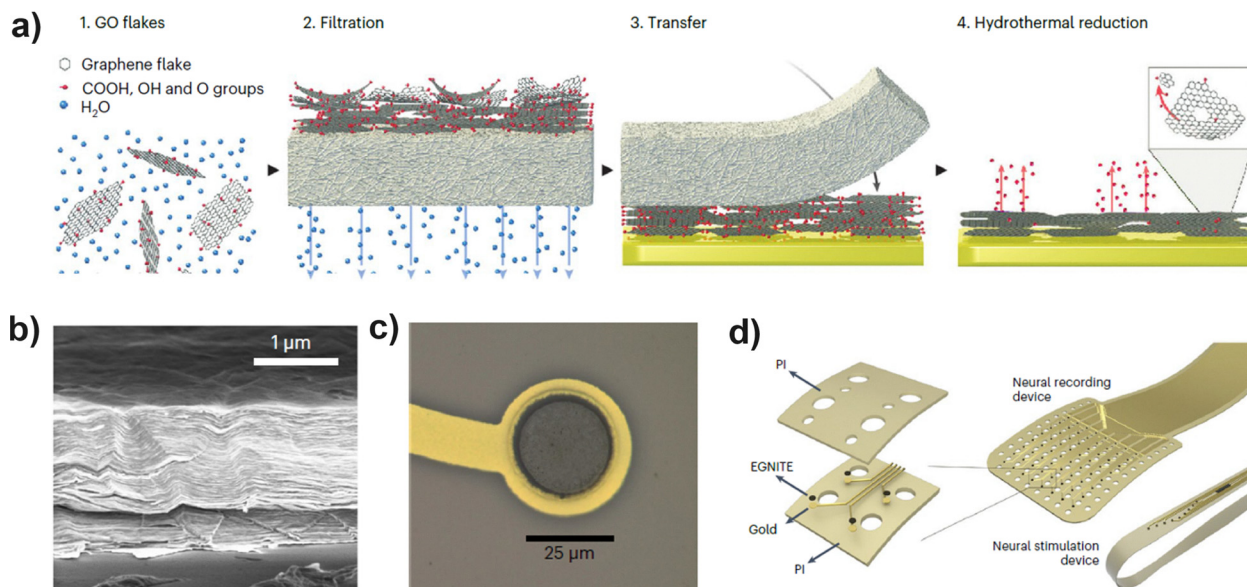 a)
1. GO flakes
2. Filtration
3. Transfer
4. Hydrothermal reduction
Graphene flake
COOH, OH and O groups
H₂O
b)
1 µm
c)
25 µm
d)
PI
EGNITE
Gold
PI
Neural recording
device
Neural stimulation
device